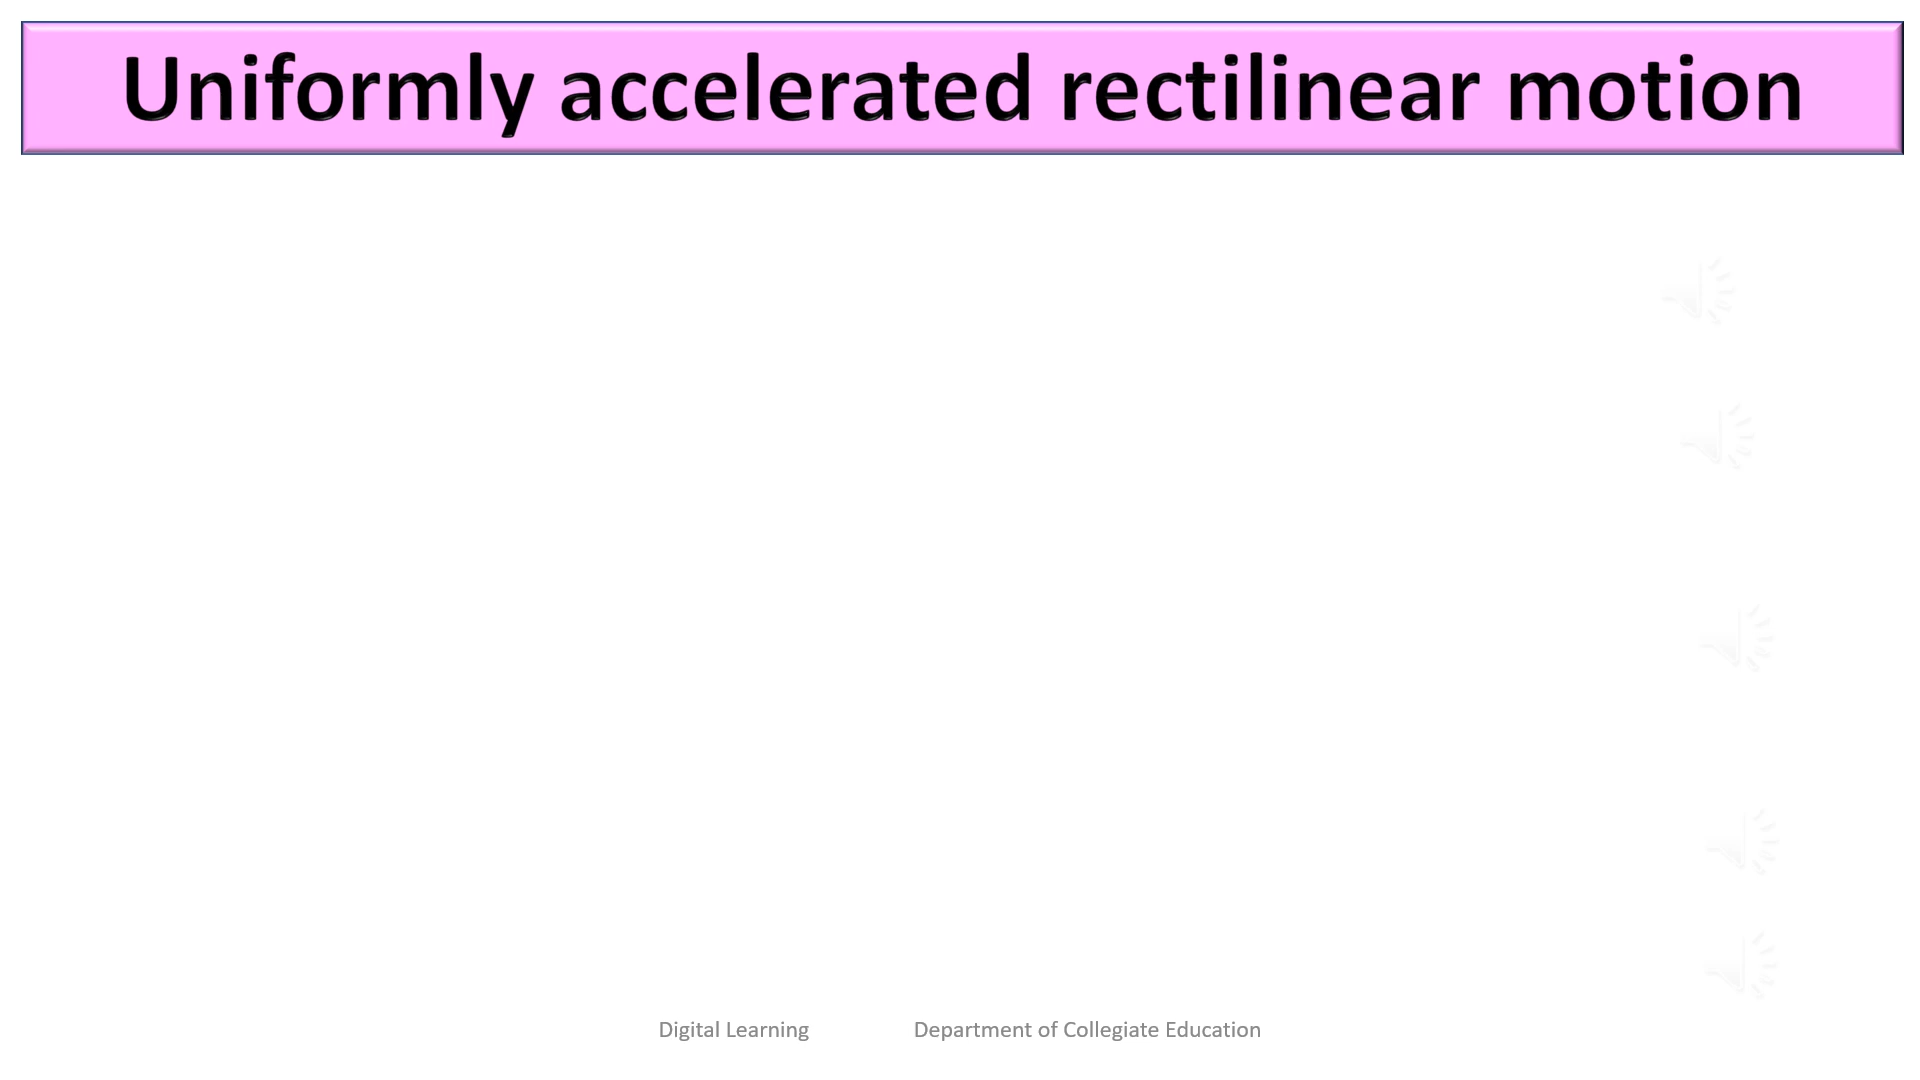 Uniformly accelerated rectilinear motion
Digital Learning Department of Collegiate Education